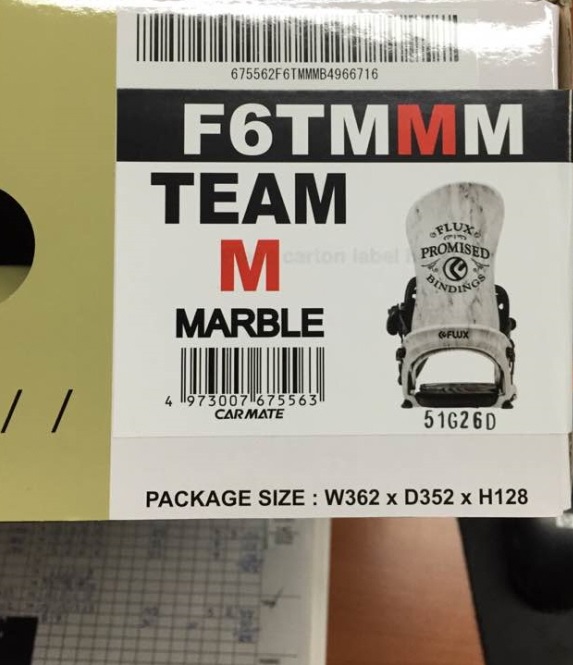 675562F6TMMMB4966716
F6TMMM
TEAM
M
carton label
MARBLE
4 973007 675563
CARMATE
FLUX
PROMISED
BINDINGS
FLUX
51G26D
PACKAGE SIZE : W362 x D352 x H128
/ /